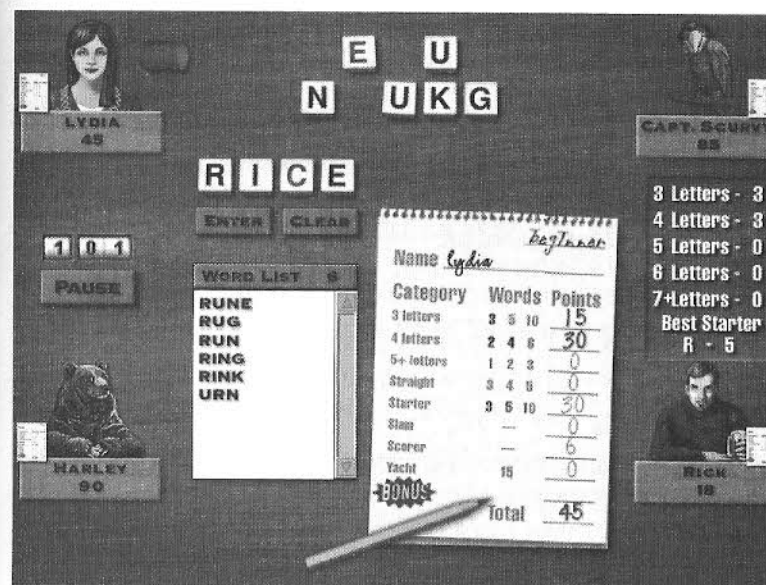 E U
N UKG
LYDIA
45
CAPT. SCURVY
85
RICE
ENTER CLEAR
101
PAUSE
WORD LIST 6
RUNE
RUG
RUN
RING
RINK
URN
beginner
Name lydia
Category Words Points
3 letters 3 5 10 15
4 letters 2 4 6 30
5+ letters 1 2 3 0
Straight 3 4 5 0
Starter 3 5 10 30
Slam — 0
Scorer — 6
Yacht 15 0
BONUS
Total 45
3 Letters - 3
4 Letters - 3
5 Letters - 0
6 Letters - 0
7+Letters - 0
Best Starter
R - 5
HARLEY
90
RICK
18